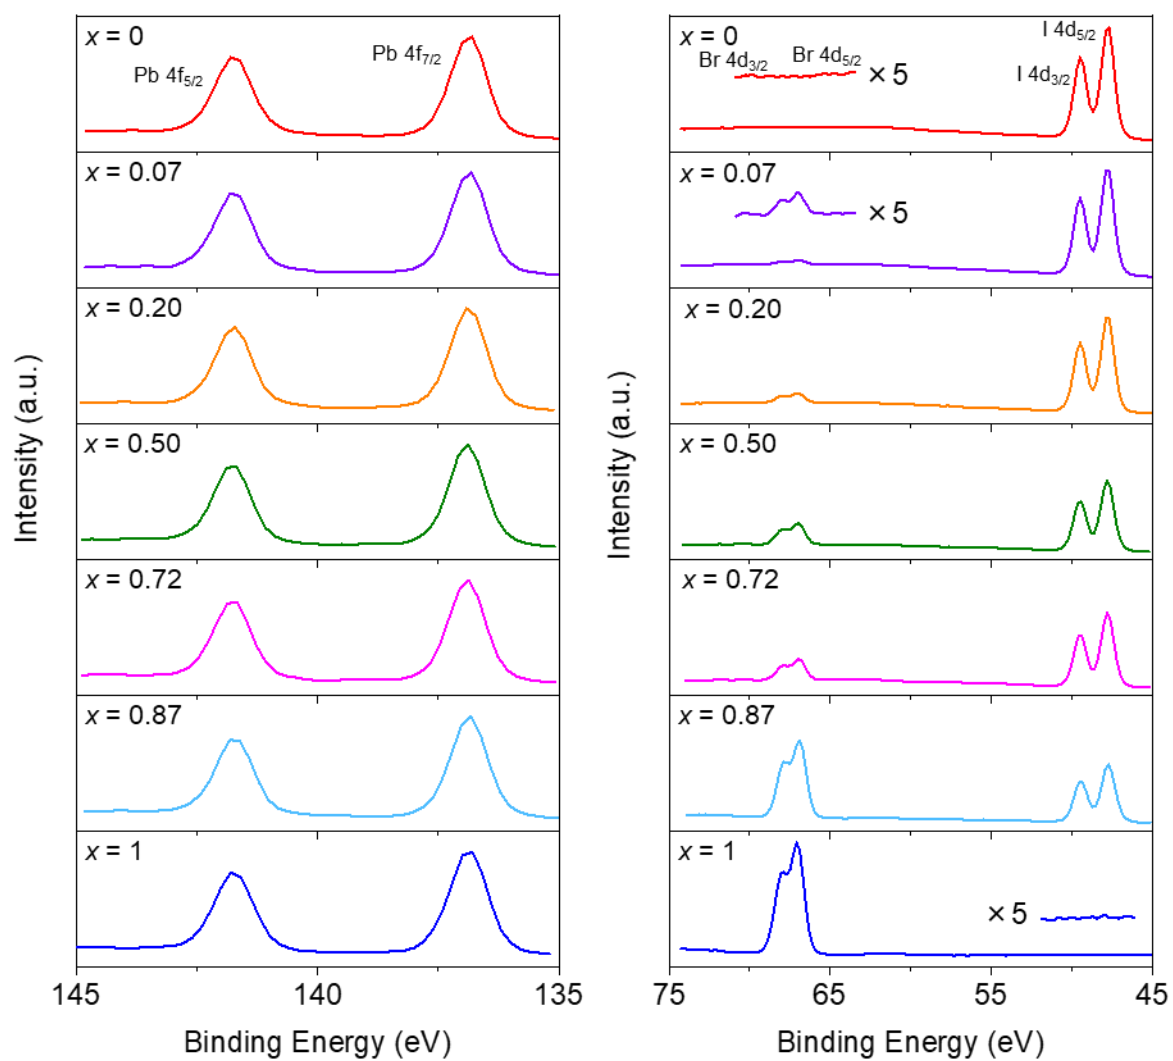 x = 0
Pb 4f5/2
Pb 4f7/2
x = 0.07
x = 0.20
x = 0.50
x = 0.72
x = 0.87
x = 1
145
140
135
Binding Energy (eV)
Intensity (a.u.)
x = 0
Br 4d3/2
Br 4d5/2
× 5
I 4d5/2
I 4d3/2
x = 0.07
× 5
x = 0.20
x = 0.50
x = 0.72
x = 0.87
x = 1
× 5
75
65
55
45
Binding Energy (eV)
Intensity (a.u.)